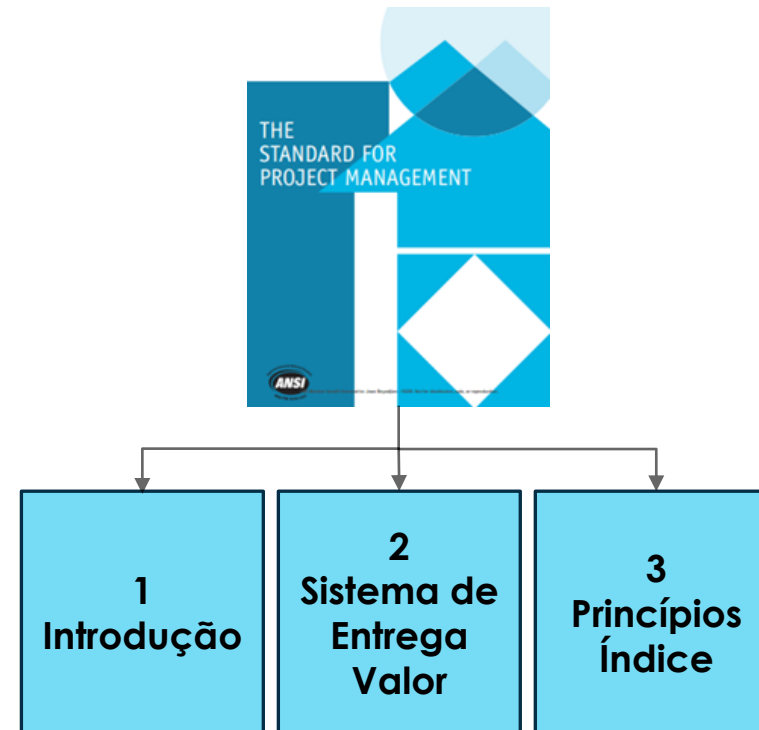 THE
STANDARD FOR
PROJECT MANAGEMENT
ANSI
1
Introdução
2
Sistema de
Entrega
Valor
3
Princípios
Índice